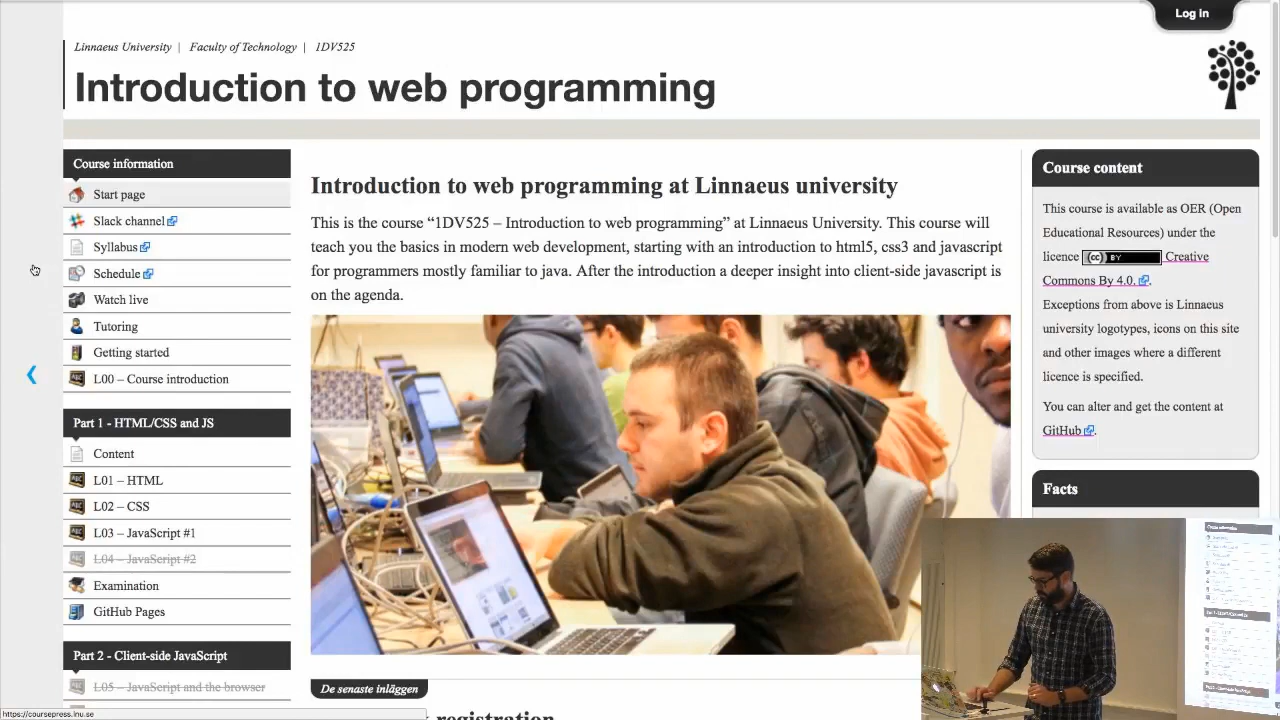 Log In
Linnaeus University | Faculty of Technology | 1DV525
Introduction to web programming
Course information
Start page
Slack channel
Syllabus
Schedule
Watch live
Tutoring
Getting started
L00 – Course introduction
Part 1 - HTML/CSS and JS
Content
L01 – HTML
L02 – CSS
L03 – JavaScript #1
L04 – JavaScript #2
Examination
GitHub Pages
Part 2 - Client-side JavaScript
L05 – JavaScript and the browser
Introduction to web programming at Linnaeus university
This is the course “1DV525 – Introduction to web programming” at Linnaeus University. This course will
teach you the basics in modern web development, starting with an introduction to html5, css3 and javascript
for programmers mostly familiar to java. After the introduction a deeper insight into client-side javascript is
on the agenda.
De senaste inläggen
registration
Course content
This course is available as OER (Open
Educational Resources) under the
licence (cc) BY Creative
Commons By 4.0.
Exceptions from above is Linnaeus
university logotypes, icons on this site
and other images where a different
licence is specified.
You can alter and get the content at
GitHub.
Facts
https://coursepress.lnu.se